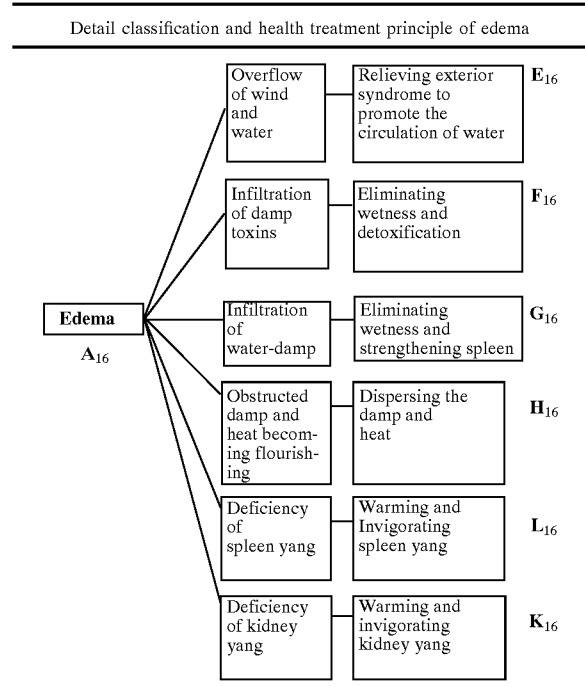 Detail classification and health treatment principle of edema
Overflow
of wind
and
water
Relieving exterior
syndrome to
promote the
circulation of water
E16
Infiltration
of damp
toxins
Eliminating
wetness and
detoxification
F16
Edema
A16
Infiltration
of
water-damp
Eliminating
wetness and
strengthening spleen
G16
Obstructed
damp and
heat becom-
ing flourish-
ing
Dispersing the
damp and
heat
H16
Deficiency
of
spleen yang
Warming and
Invigorating
spleen yang
L16
Deficiency
of kidney
yang
Warming and
invigorating
kidney yang
K16